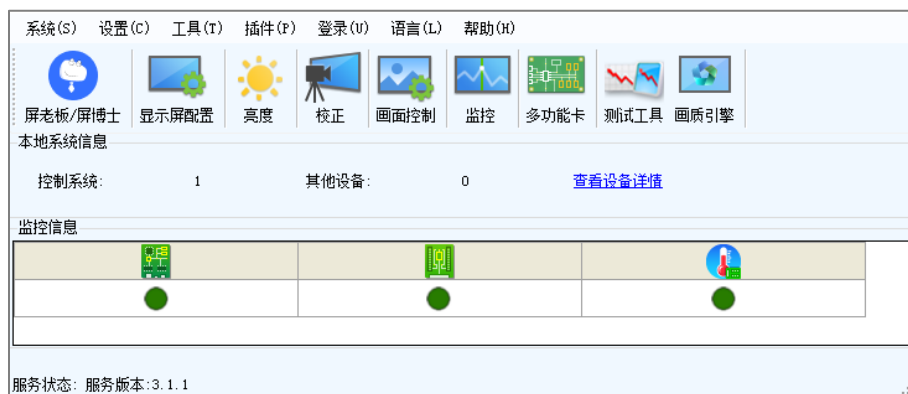 系统(S) 设置(C) 工具(T) 插件(P) 登录(U) 语言(L) 帮助(H)
屏老板/屏博士 显示屏配置 亮度 校正 画面控制 监控 多功能卡 测试工具 画质引擎
本地系统信息
控制系统: 1 其他设备: 0 查看设备详情
监控信息
服务状态: 服务版本:3.1.1